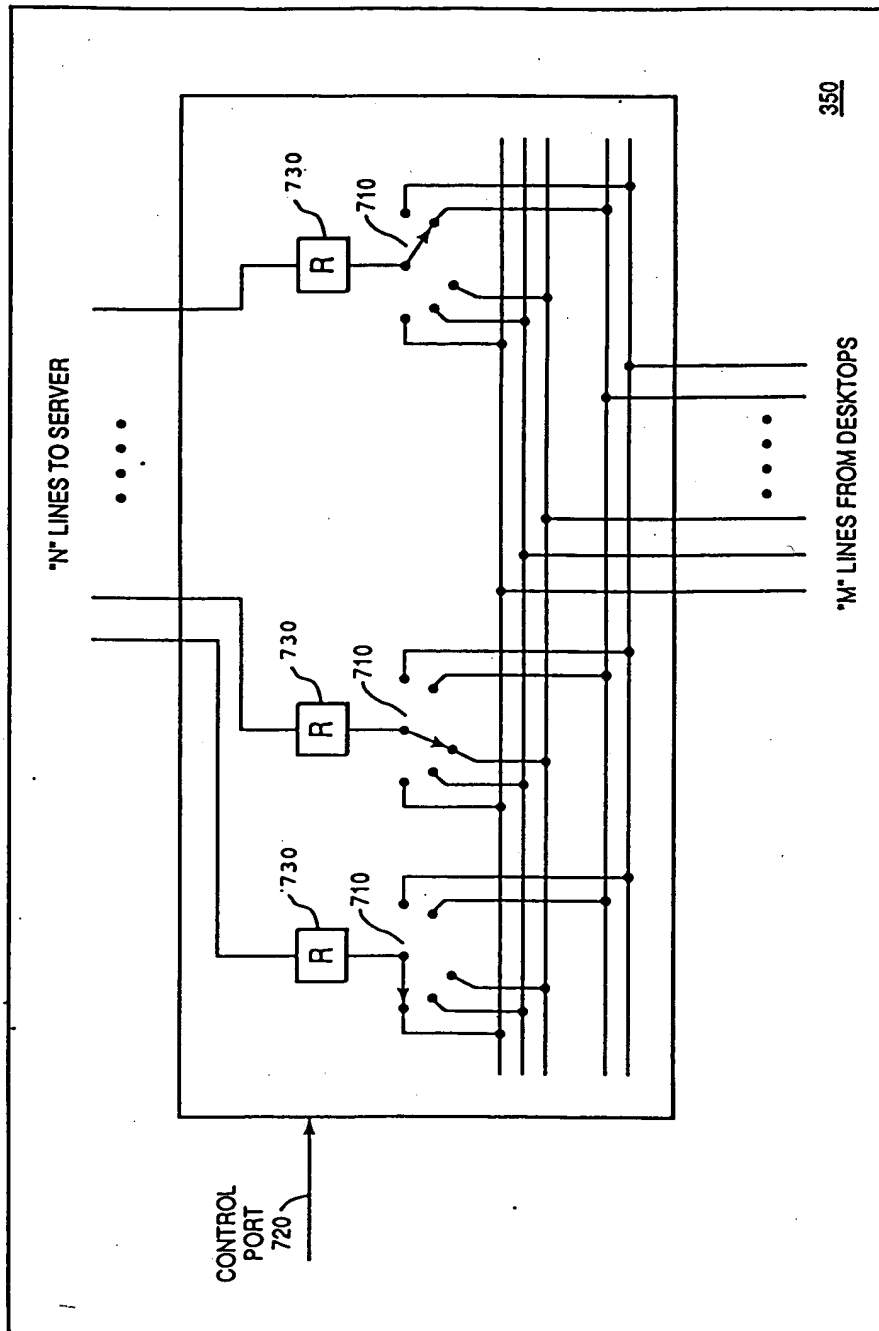 "N" LINES TO SERVER
730
R
710
730
R
710
730
R
710
CONTROL
PORT
720
"M" LINES FROM DESKTOPS
350